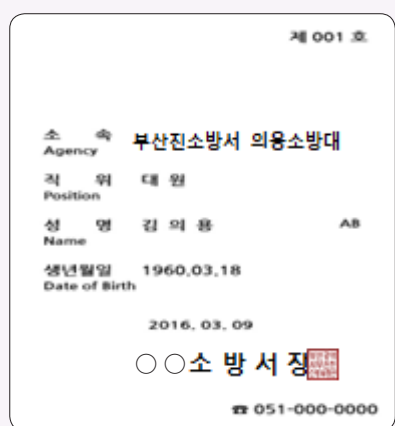 제 001 호
소 속 부산진소방서 의용소방대
Agency
직 위 대 원
Position
성 명 김 의 용 AB
Name
생년월일 1960.03.18
Date of Birth
2016. 03. 09
○○소 방 서 장
☎ 051-000-0000